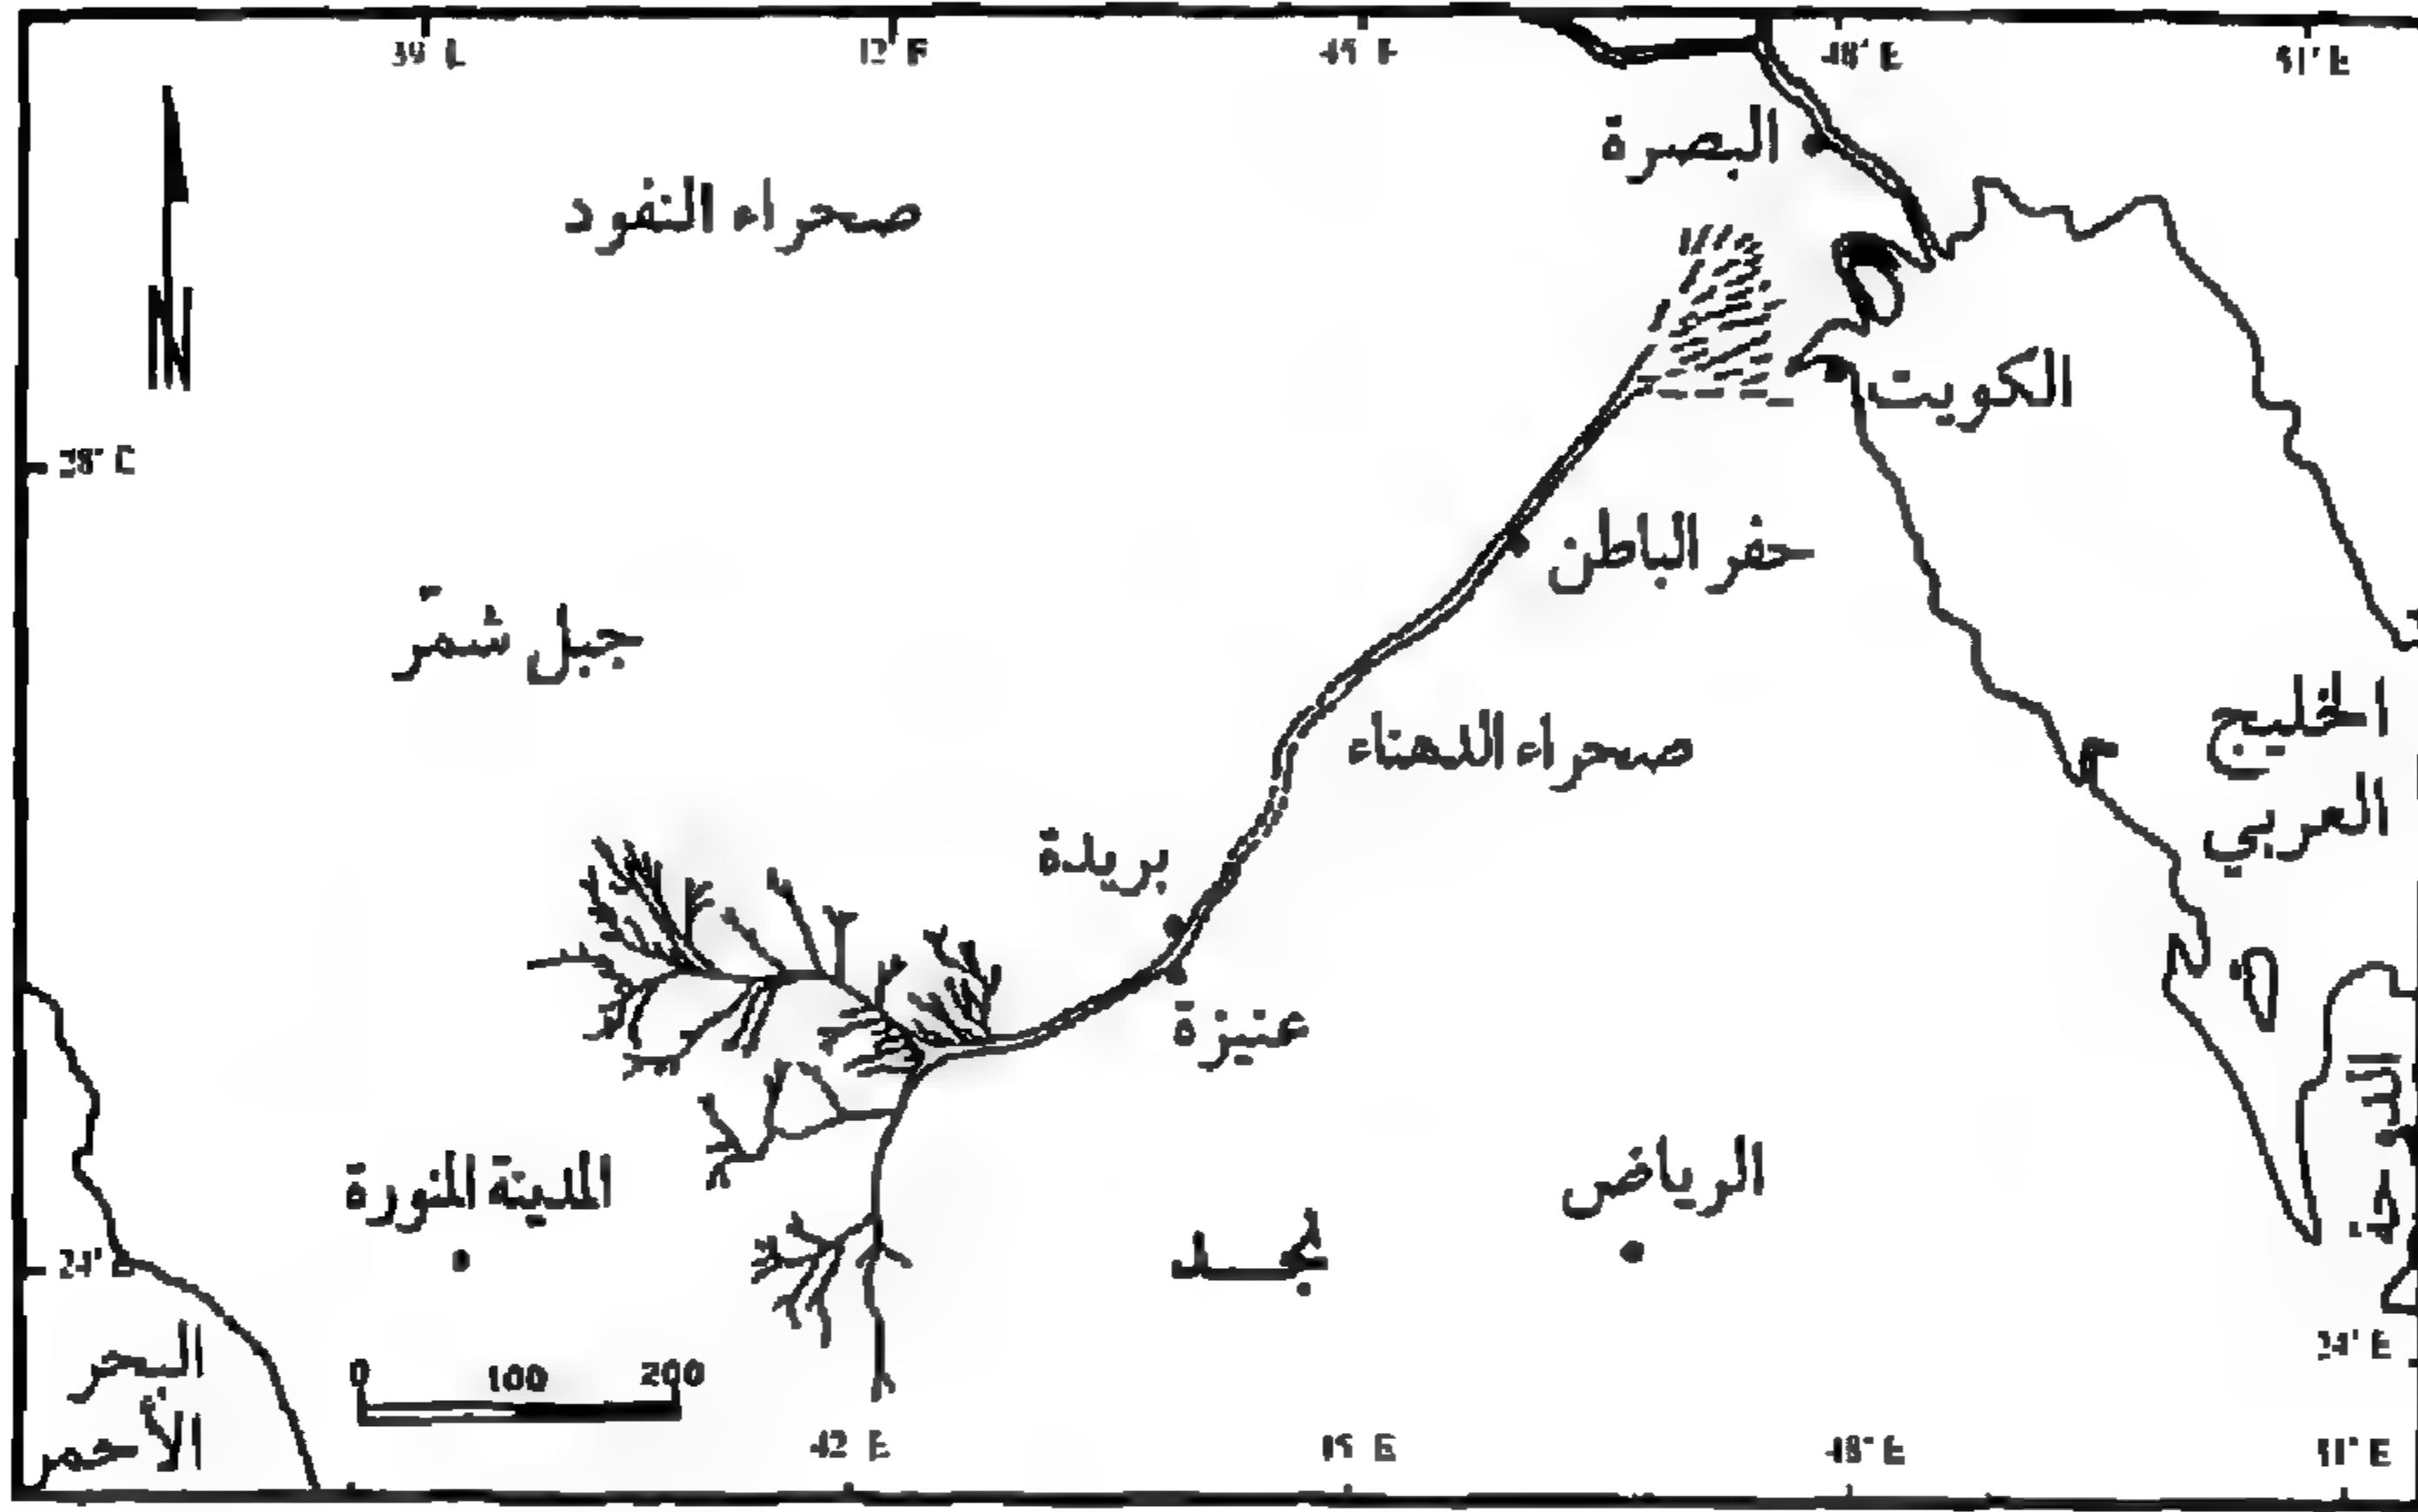 42° E
45° E
48° E
51° E
البصرة
صحراء النفود
N
الكويت
28°
حفر الباطن
جبل شمّر
الخليج
العربي
صحراء الدهناء
بريدة
عنيزة
المدينة المنورة
الرياض
نجد
24°
24° E
البحر
الأحمر
0 100 200
42 E
45 E
48° E
51° E